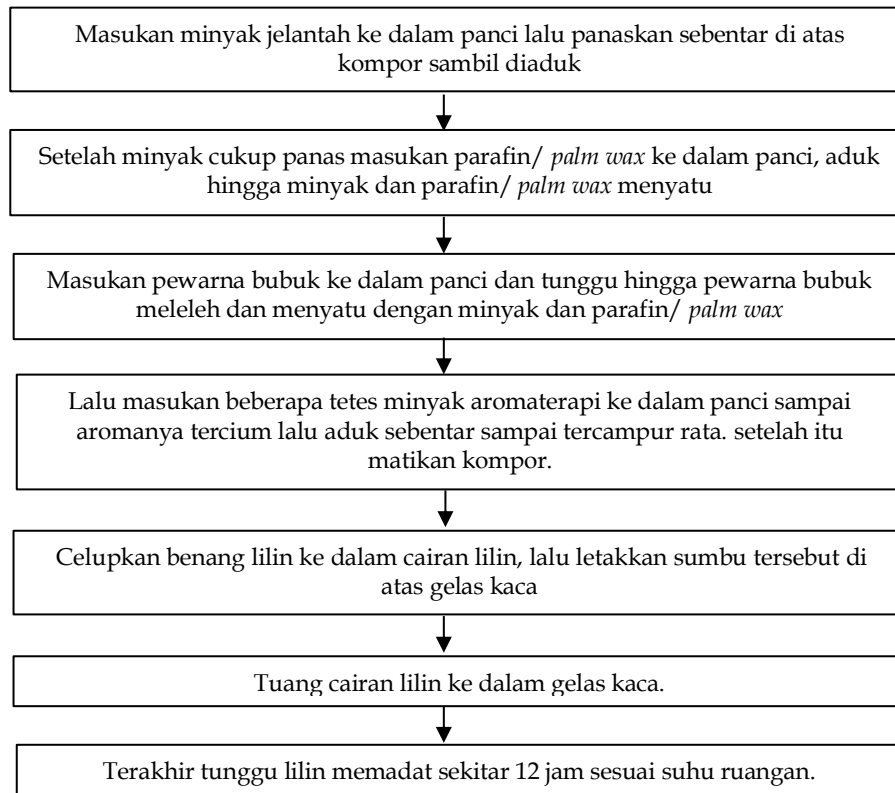 Masukan minyak jelantah ke dalam panci lalu panaskan sebentar di atas
kompor sambil diaduk
Setelah minyak cukup panas masukan parafin/ palm wax ke dalam panci, aduk
hingga minyak dan parafin/ palm wax menyatu
Masukan pewarna bubuk ke dalam panci dan tunggu hingga pewarna bubuk
meleleh dan menyatu dengan minyak dan parafin/ palm wax
Lalu masukan beberapa tetes minyak aromaterapi ke dalam panci sampai
aromanya tercium lalu aduk sebentar sampai tercampur rata. setelah itu
matikan kompor.
Celupkan benang lilin ke dalam cairan lilin, lalu letakkan sumbu tersebut di
atas gelas kaca
Tuang cairan lilin ke dalam gelas kaca.
Terakhir tunggu lilin memadat sekitar 12 jam sesuai suhu ruangan.